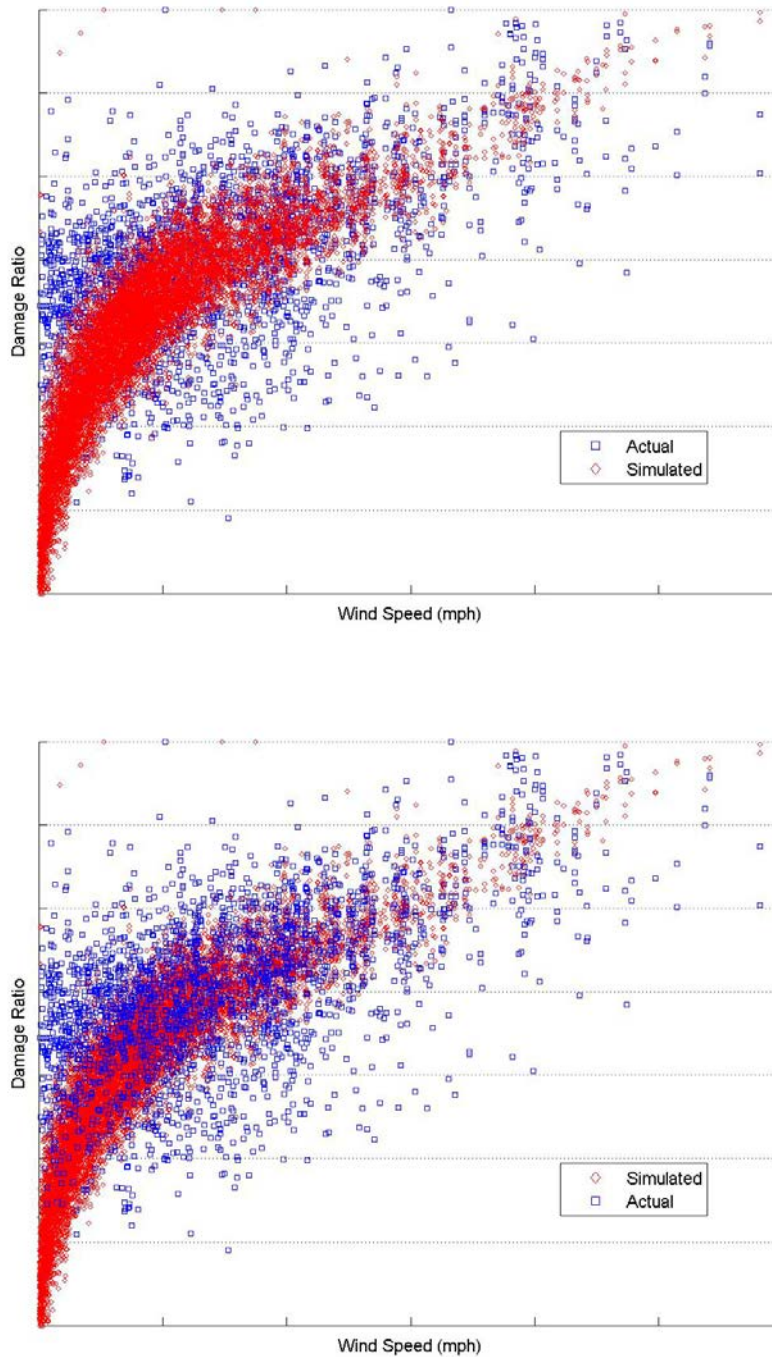 Damage Ratio
Actual
Simulated
Wind Speed (mph)
Damage Ratio
Simulated
Actual
Wind Speed (mph)